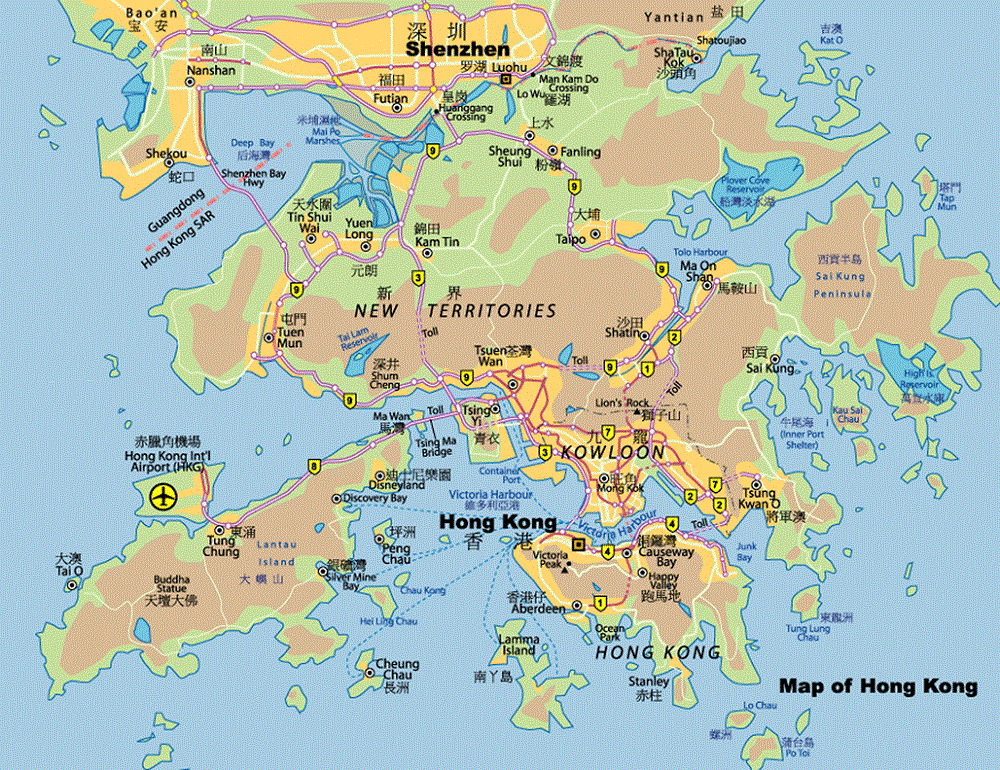 Bao'an
宝 安
深 圳
Shenzhen
Yantian 盐 田
吉澳
Kat O
南山
Nanshan
福田
Futian
罗湖 Luohu
文錦渡
Man Kam Do
Crossing
Lo Wu 羅湖
Shatoujiao
ShaTau
Kok
沙頭角
皇岗
Huanggang
Crossing
米埔濕地
Mai Po
Marshes
Deep Bay
后海灣
Shekou
蛇口
Shenzhen Bay
Hwy
Guangdong
Hong Kong SAR
上水
Sheung
Shui
Fanling
粉嶺
9
9
Plover Cove
Reservoir
船灣淡水湖
塔門
Tap
Mun
天水圍
Tin Shui
Wai
Yuen
Long
元朗
錦田
Kam Tin
大埔
Taipo
Tolo Harbour
Ma On
Shan
馬鞍山
西貢半島
Sai Kung
Peninsula
9
3
9
新 界
NEW TERRITORIES
屯門
Tuen
Mun
Tai Lam
Reservoir
Toll
沙田
Shatin
2
深井
Shum
Cheng
Tsuen荃灣
Wan
Toll
9
9
9
1
Toll
西貢
Sai Kung
High Is.
Reservoir
萬宜水庫
Kau Sai
Chau
Ma Wan
馬灣
Toll
Tsing
Yi
青衣
Tsing Ma
Bridge
Lion's Rock
獅子山
牛尾海
(Inner Port
Shelter)
九 龍
7
KOWLOON
3
赤鱲角機場
Hong Kong Int'l
Airport (HKG)
8
迪士尼樂園
Disneyland
Discovery Bay
Container
Port
Victoria Harbour
維多利亞港
旺角
Mong Kok
7
2
2
Tsung
Kwan O
將軍澳
東涌
Tung
Chung
Hong Kong
香 港
Victoria Harbour
4
Toll
坪洲
Peng
Chau
Lantau
Island
大 嶼 山
大澳
Tai O
Buddha
Statue
天壇大佛
銀礦灣
Silver Mine
Bay
Victoria
Peak
4
銅鑼灣
Causeway
Bay
Happy
Valley
跑馬地
Junk
Bay
Chau Kong
Hei Ling Chau
香港仔
Aberdeen
1
Ocean
Park
HONG KONG
東龍洲
Tung Lung
Chau
Cheung
Chau
長洲
Lamma
Island
南丫島
Stanley
赤柱
Map of Hong Kong
Lo Chau
螺洲
蒲台島
Po Toi